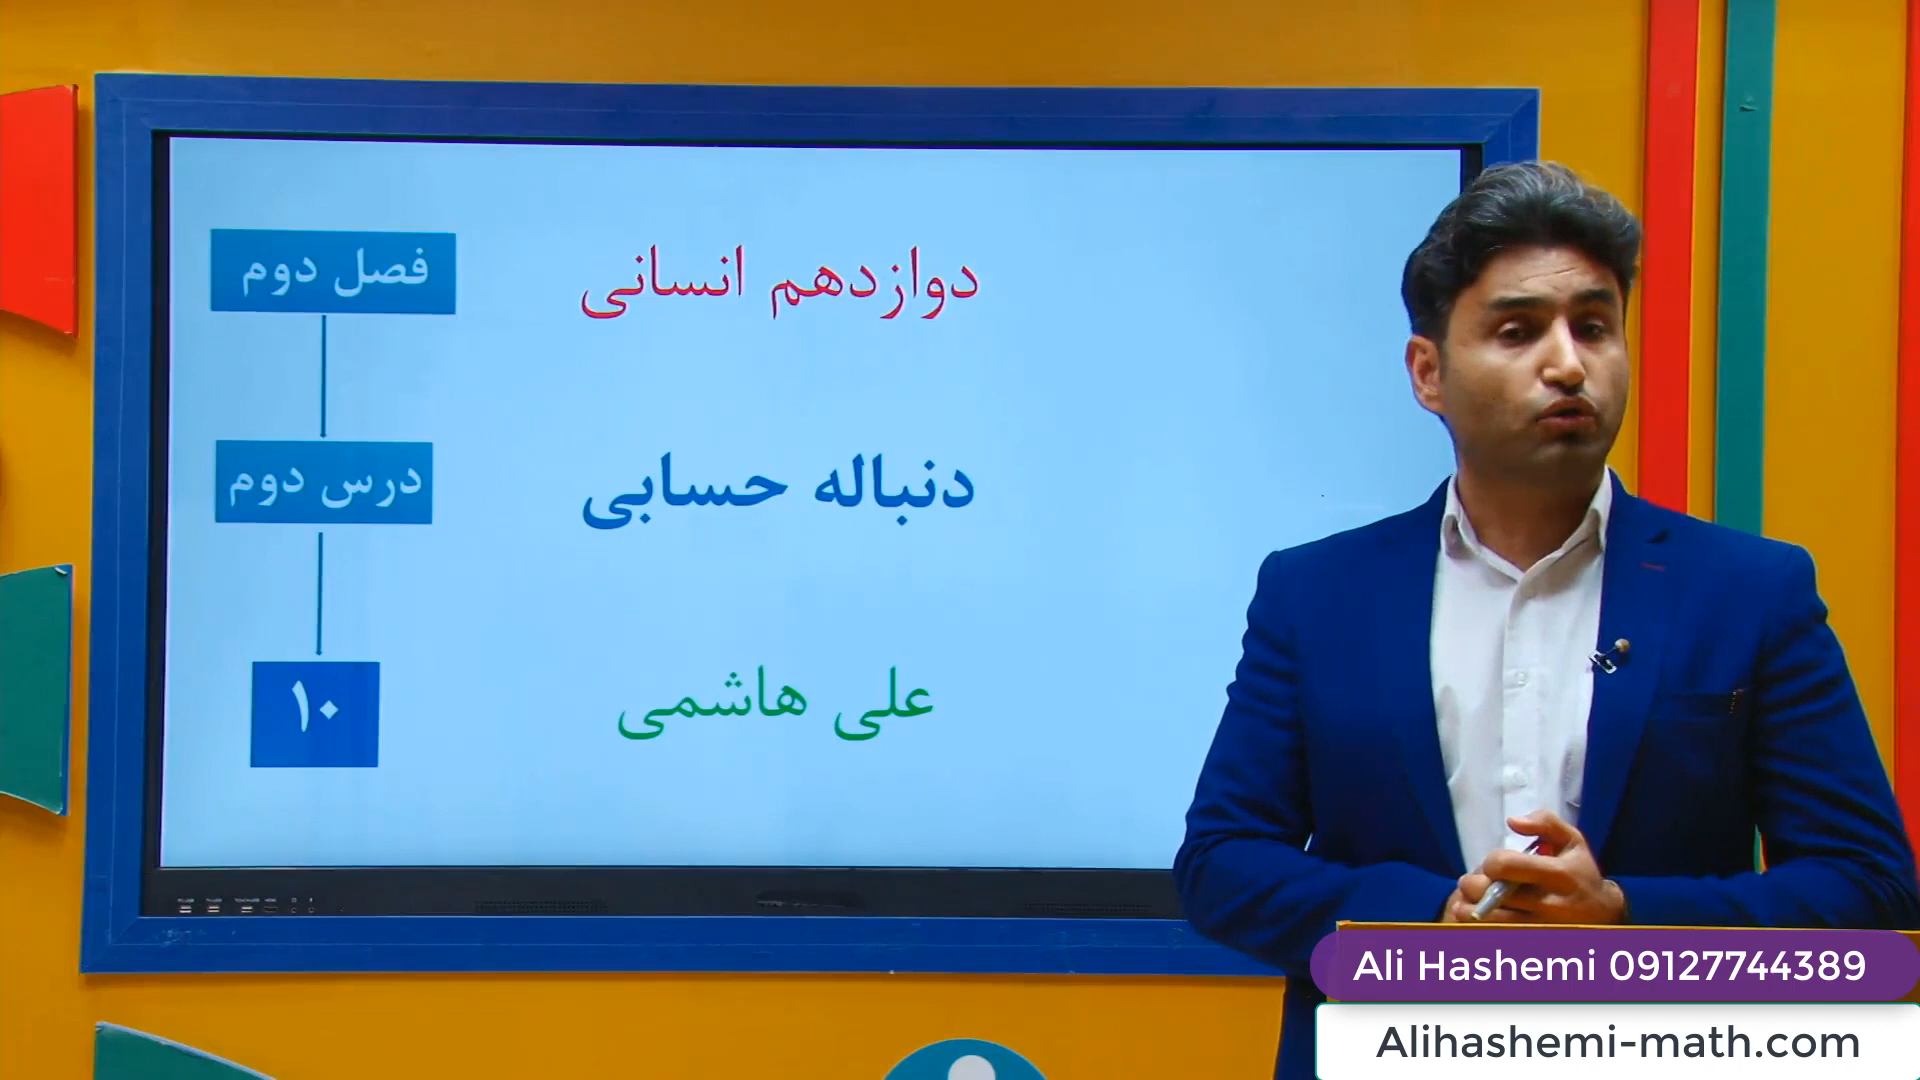 دوازدهم انسانی
فصل دوم
دنباله حسابی
درس دوم
علی هاشمی
۱۰
Ali Hashemi 09127744389
Alihashemi-math.com